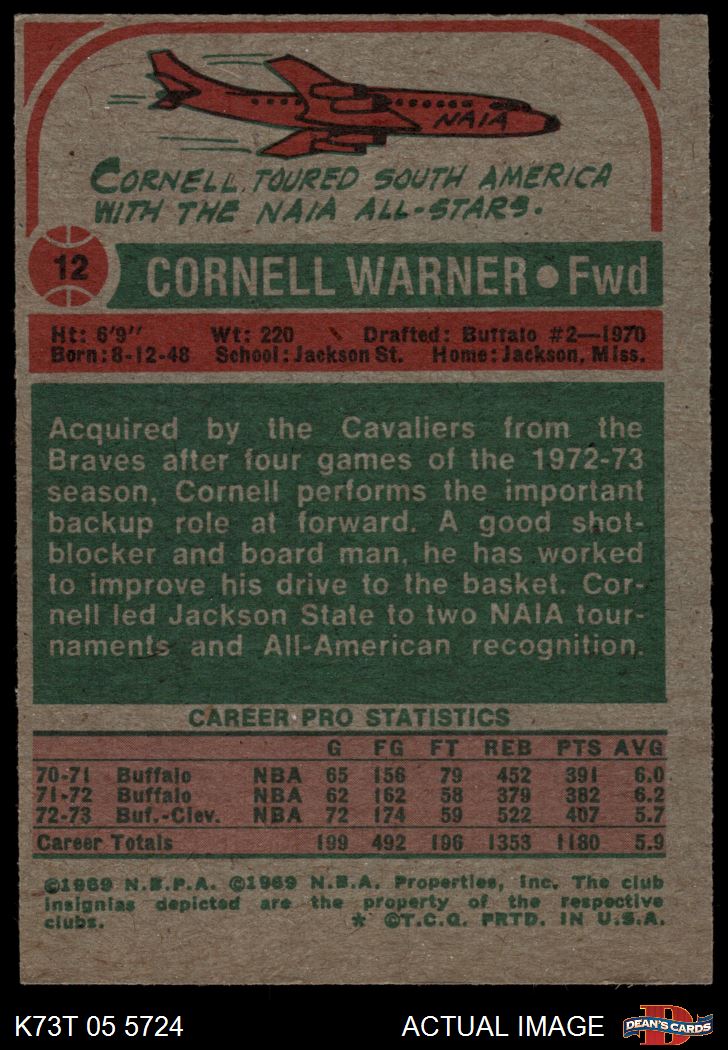 NAIA
CORNELL TOURED SOUTH AMERICA
WITH THE NAIA ALL-STARS.
12 CORNELL WARNER • Fwd
Ht: 6'9" Wt: 220 Drafted: Buffalo #2—1970
Born: 8-12-48 School: Jackson St. Home: Jackson, Miss.
Acquired by the Cavaliers from the
Braves after four games of the 1972-73
season, Cornell performs the important
backup role at forward. A good shot-
blocker and board man, he has worked
to improve his drive to the basket. Cor-
nell led Jackson State to two NAIA tour-
naments and All-American recognition.
CAREER PRO STATISTICS
G FG FT REB PTS AVG
70-71 Buffalo NBA 65 156 79 452 391 6.0
71-72 Buffalo NBA 62 162 58 379 382 6.2
72-73 Buf.-Clev. NBA 72 174 59 522 407 5.7
Career Totals 199 492 196 1353 1180 5.9
©1969 N.B.P.A. ©1969 N.B.A. Properties, Inc. The club
insignias depicted are the property of the respective
clubs. * ©T.C.G. PRTD. IN U.S.A.
K73T 05 5724 ACTUAL IMAGE D DEAN'S CARDS